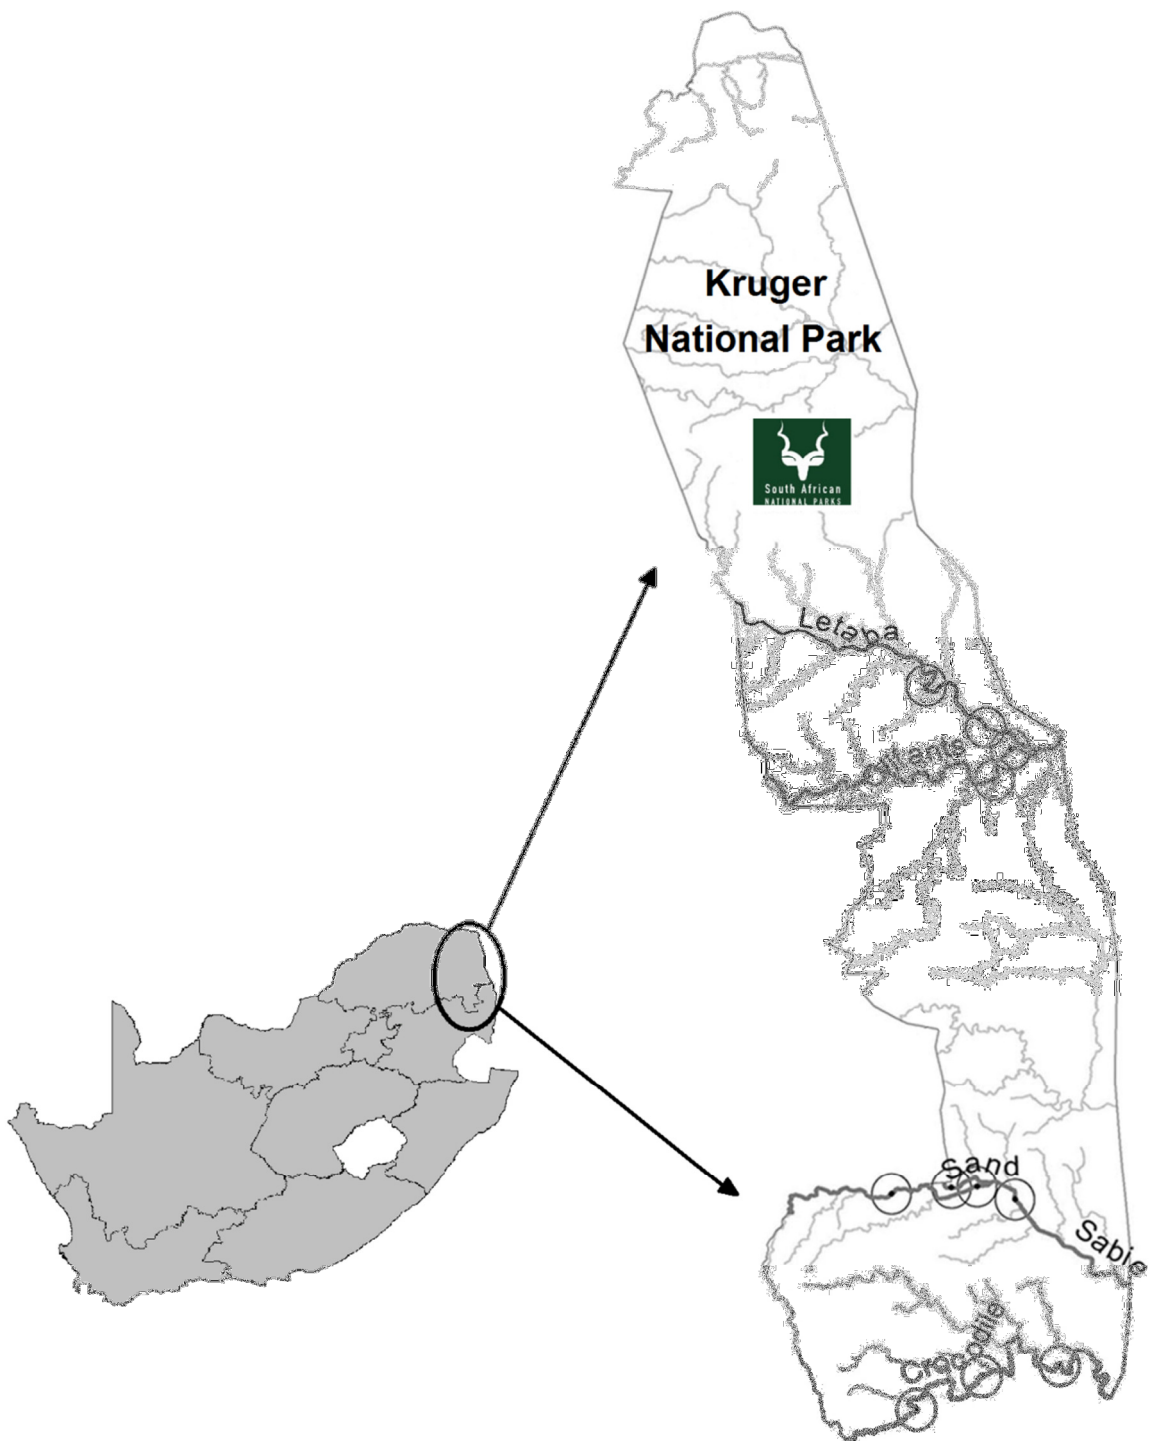 Kruger
National Park
South African
NATIONAL PARKS
Letaba
Olifants
Sand
Sabie
Crocodile